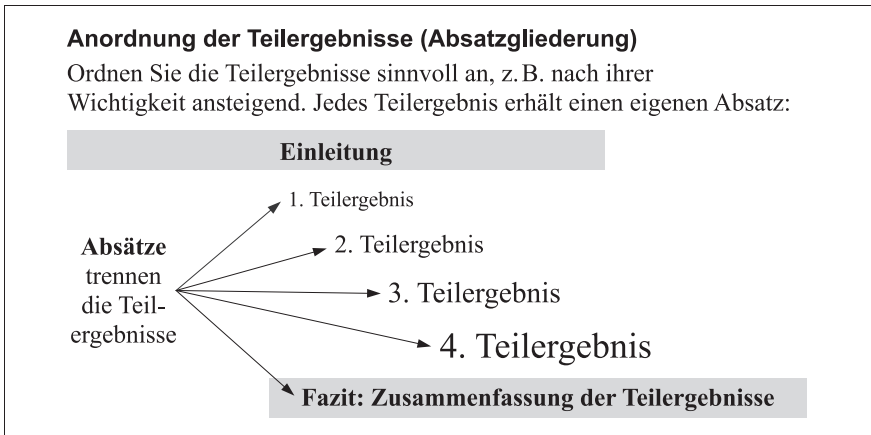 Anordnung der Teilergebnisse (Absatzgliederung)
Ordnen Sie die Teilergebnisse sinnvoll an, z. B. nach ihrer
Wichtigkeit ansteigend. Jedes Teilergebnis erhält einen eigenen Absatz:
Einleitung
1. Teilergebnis
2. Teilergebnis
3. Teilergebnis
4. Teilergebnis
Absätze
trennen
die Teil-
ergebnisse
Fazit: Zusammenfassung der Teilergebnisse